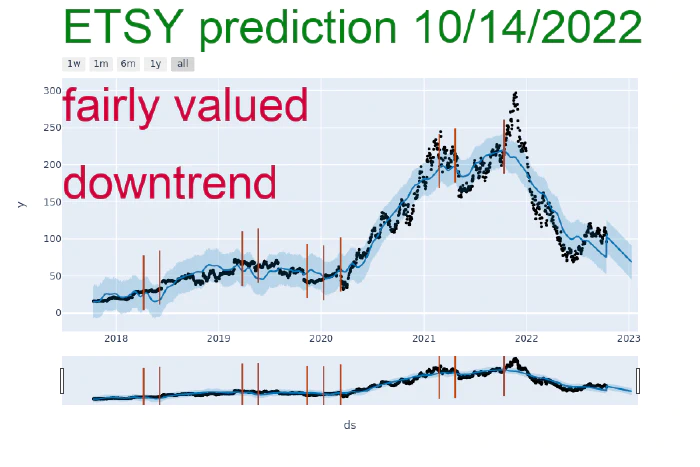 ETSY prediction 10/14/2022
1w 1m 6m 1y all
300
fairly valued
250
200
downtrend
150
y
100
50
0
2018 2019 2020 2021 2022 2023
ds